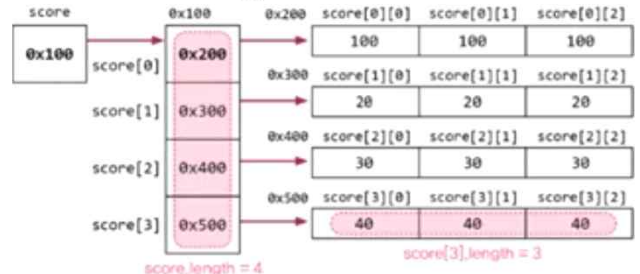 score 0x100 0x200 score[0][0] score[0][1] score[0][2]
0x100 score[0] 0x200 100 100 100
0x300 score[1][0] score[1][1] score[1][2]
score[1] 0x300 20 20 20
0x400 score[2][0] score[2][1] score[2][2]
score[2] 0x400 30 30 30
0x500 score[3][0] score[3][1] score[3][2]
score[3] 0x500 40 40 40
score.length = 4 score[3],length = 3